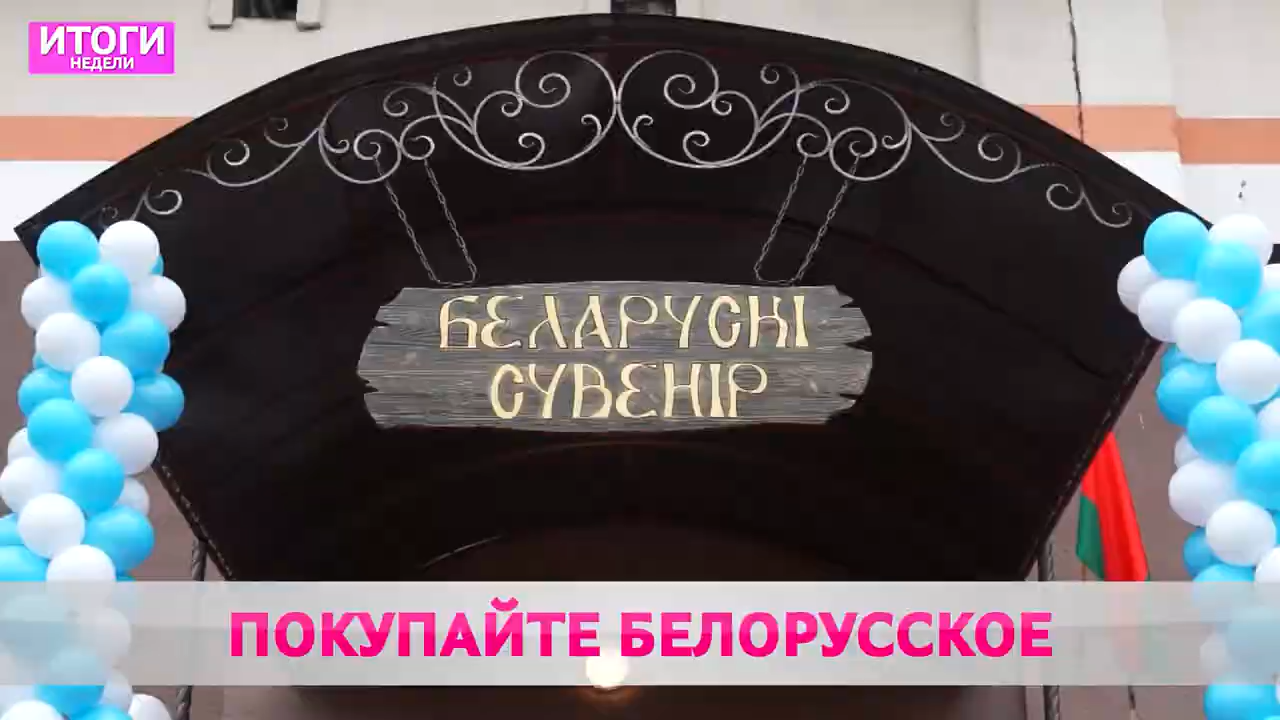 ИТОГИ
НЕДЕЛИ
БЕЛАРУСКІ
СУВЕНІР
ПОКУПАЙТЕ БЕЛОРУССКОЕ